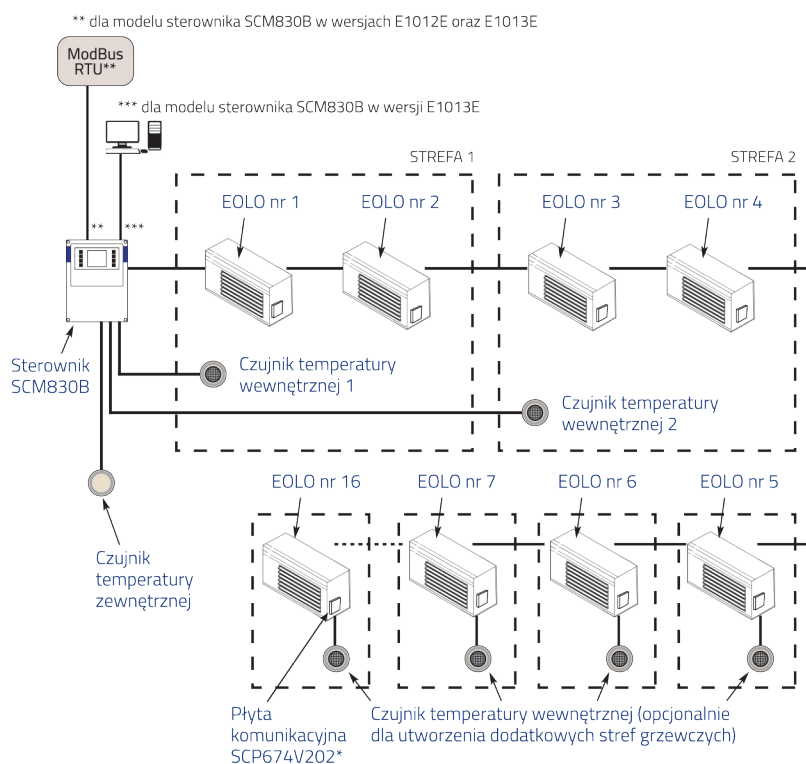 ** dla modelu sterownika SCM830B w wersjach E1012E oraz E1013E
ModBus
RTU**
*** dla modelu sterownika SCM830B w wersji E1013E
STREFA 1
STREFA 2
EOLO nr 1
EOLO nr 2
EOLO nr 3
EOLO nr 4
**
***
Sterownik
SCM830B
Czujnik temperatury
wewnętrznej 1
Czujnik temperatury
wewnętrznej 2
EOLO nr 16
EOLO nr 7
EOLO nr 6
EOLO nr 5
Czujnik
temperatury
zewnętrznej
Płyta
komunikacyjna
SCP674V202*
Czujnik temperatury wewnętrznej (opcjonalnie
dla utworzenia dodatkowych stref grzewczych)